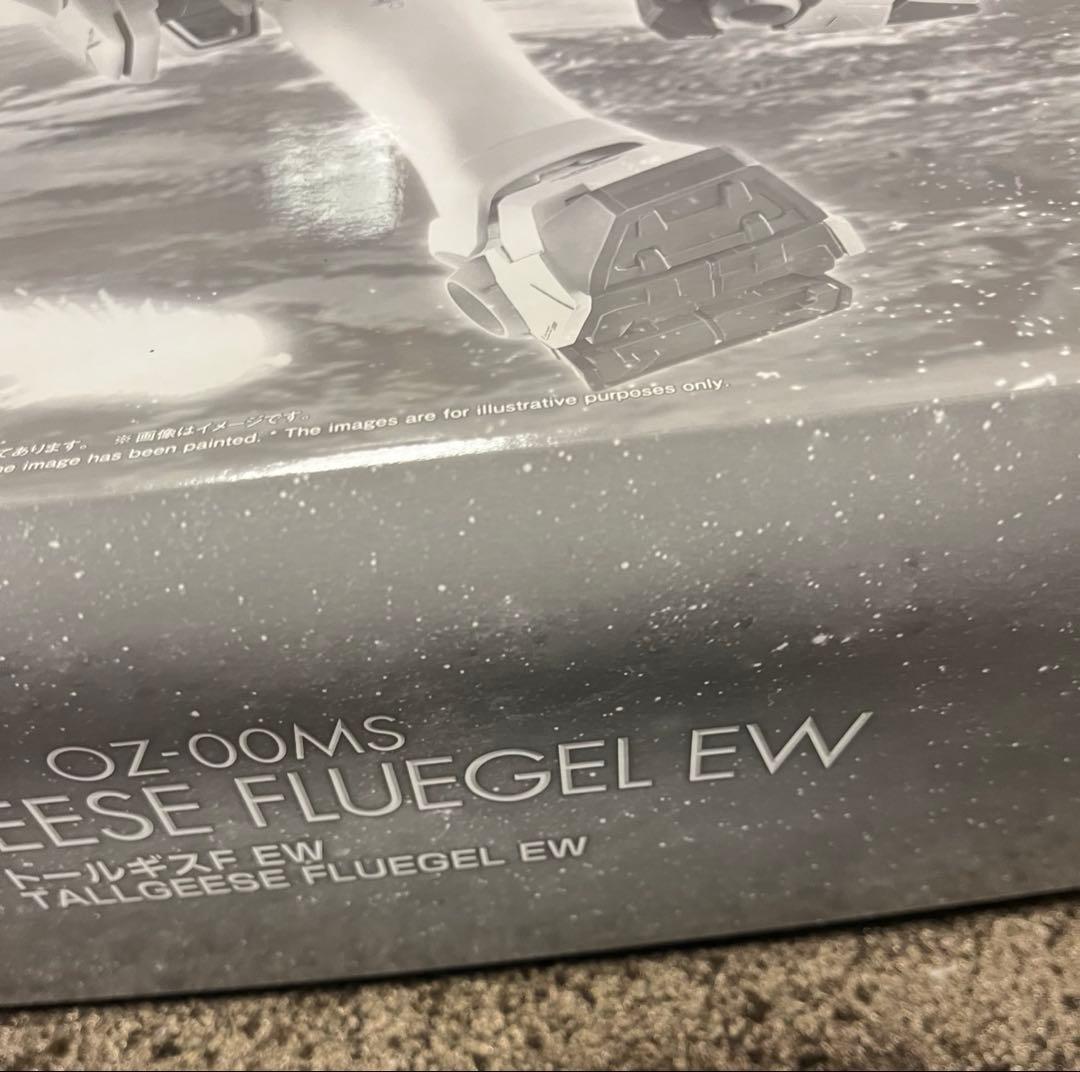 であります。 ※画像はイメージです。
he image has been painted. * The images are for illustrative purposes only.
OZ-00MS
EESE FLUEGEL EW
トールギスF EW
TALLGEESE FLUEGEL EW